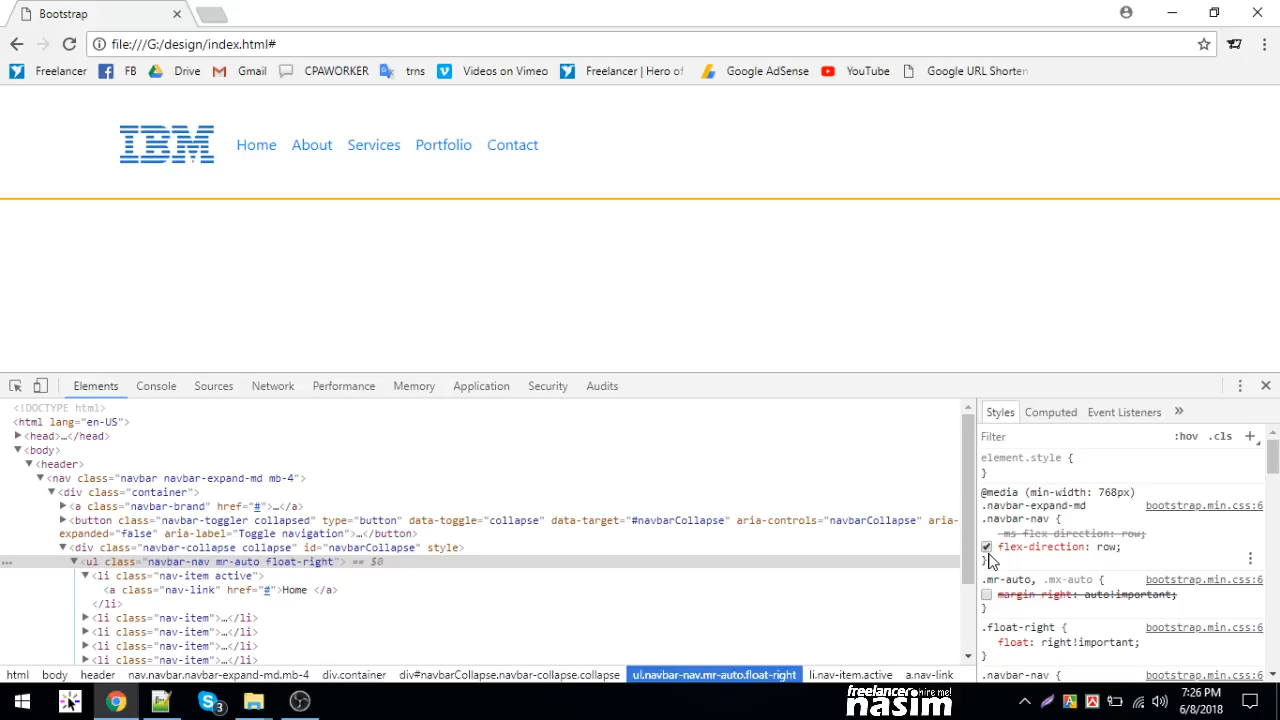 Bootstrap
file:///G:/design/index.html#
Freelancer FB Drive Gmail CPAWORKER trns Videos on Vimeo Freelancer | Hero of Google AdSense YouTube Google URL Shorten
IBM Home About Services Portfolio Contact
Elements Console Sources Network Performance Memory Application Security Audits
<!DOCTYPE html>
<html lang="en-US">
<head>…</head>
<body>
<header>
<nav class="navbar navbar-expand-md mb-4">
<div class="container">
<a class="navbar-brand" href="#">…</a>
<button class="navbar-toggler collapsed" type="button" data-toggle="collapse" data-target="#navbarCollapse" aria-controls="navbarCollapse" aria-
expanded="false" aria-label="Toggle navigation">…</button>
<div class="navbar-collapse collapse" id="navbarCollapse" style>
… <ul class="navbar-nav mr-auto float-right"> == $0
<li class="nav-item active">
<a class="nav-link" href="#">Home </a>
</li>
<li class="nav-item">…</li>
<li class="nav-item">…</li>
<li class="nav-item">…</li>
<li class="nav-item">…</li>
html body header nav.navbar.navbar-expand-md.mb-4 div.container div#navbarCollapse.navbar-collapse.collapse ul.navbar-nav.mr-auto.float-right li.nav-item.active a.nav-link
Styles Computed Event Listeners »
Filter :hov .cls +
element.style {
}
@media (min-width: 768px)
.navbar-expand-md bootstrap.min.css:6
.navbar-nav {
-ms-flex-direction: row;
flex-direction: row;
}
.mr-auto, .mx-auto { bootstrap.min.css:6
margin-right: auto!important;
}
.float-right { bootstrap.min.css:6
float: right!important;
}
.navbar-nav { bootstrap.min.css:6
3
freelancer hire me!
nasim
7:26 PM
6/8/2018